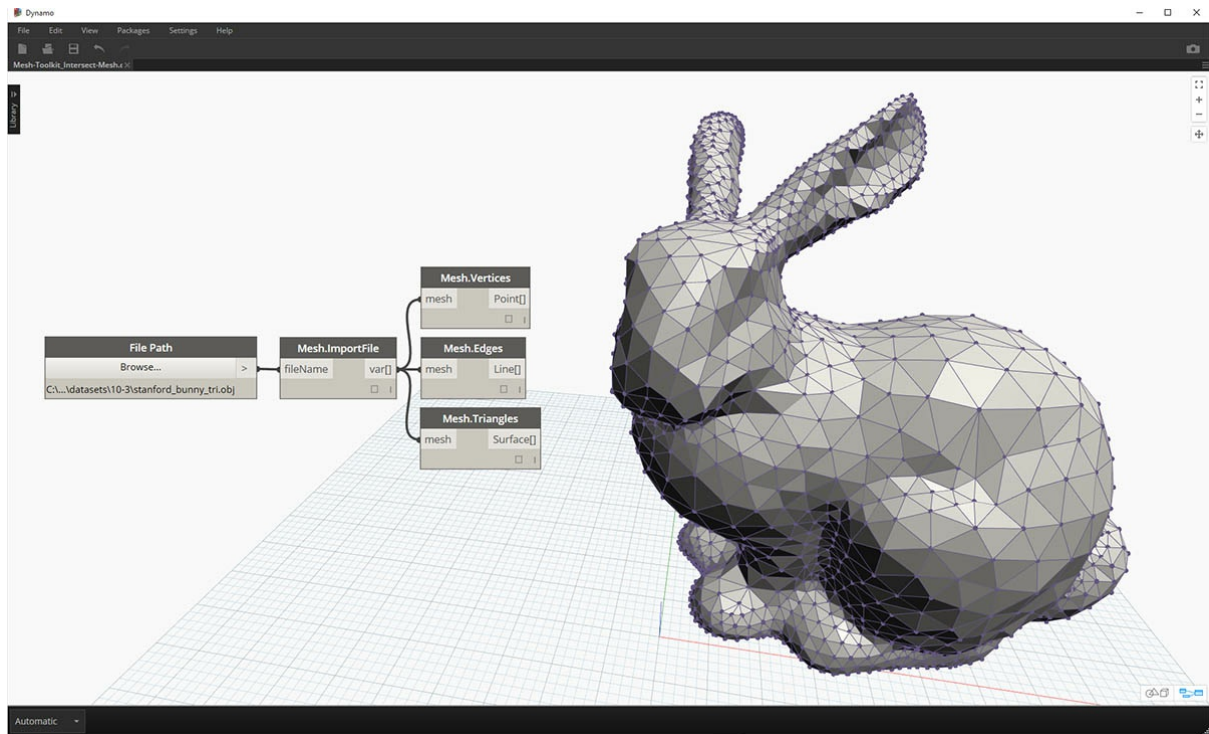 Dynamo
File Edit View Packages Settings Help
Mesh-Toolkit_Intersect-Mesh.
Library
Mesh.Vertices
mesh Point[]
File Path
Browse... >
C:\...\datasets\10-3\stanford_bunny_tri.obj
Mesh.ImportFile
fileName var[]
Mesh.Edges
mesh Line[]
Mesh.Triangles
mesh Surface[]
Automatic